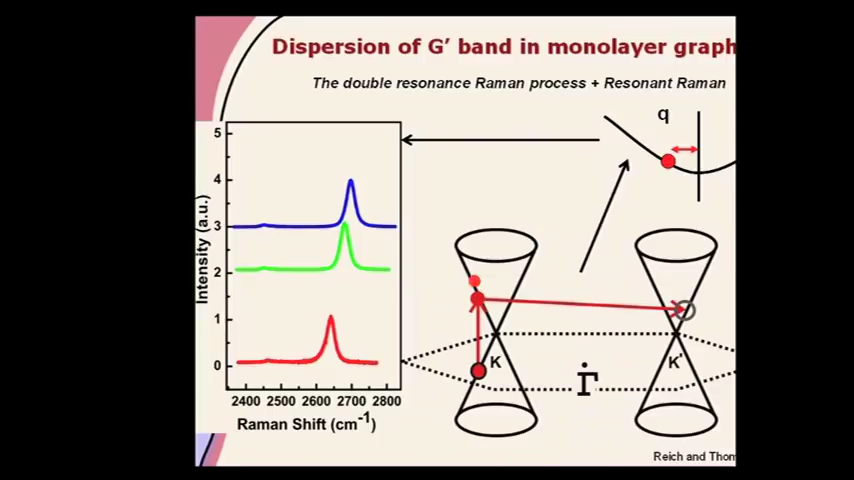 Dispersion of G′ band in monolayer graph
The double resonance Raman process + Resonant Raman
q
5
4
3
2
1
0
Intensity (a.u.)
2400 2500 2600 2700 2800
Raman Shift (cm-1)
K
K′
Γ
Reich and Thom